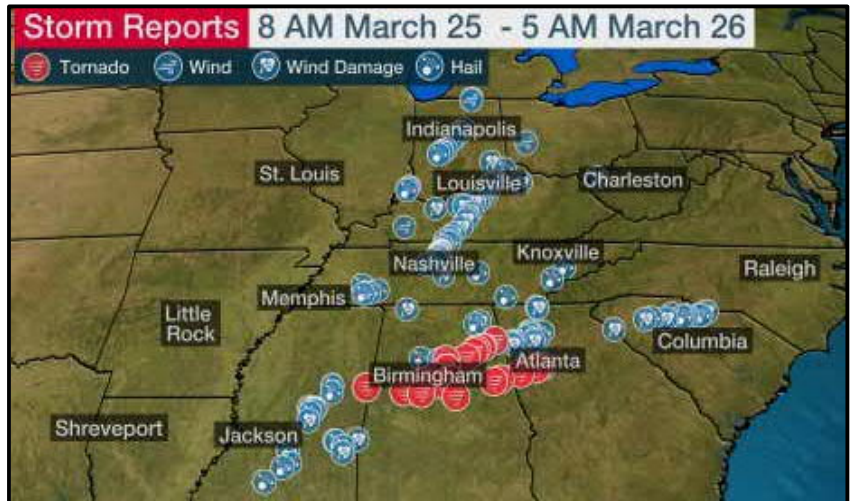 Storm Reports 8 AM March 25 - 5 AM March 26
Tornado Wind Wind Damage Hail
Indianapolis
St. Louis
Louisville
Charleston
Knoxville
Nashville
Raleigh
Memphis
Little
Rock
Columbia
Atlanta
Birmingham
Shreveport
Jackson